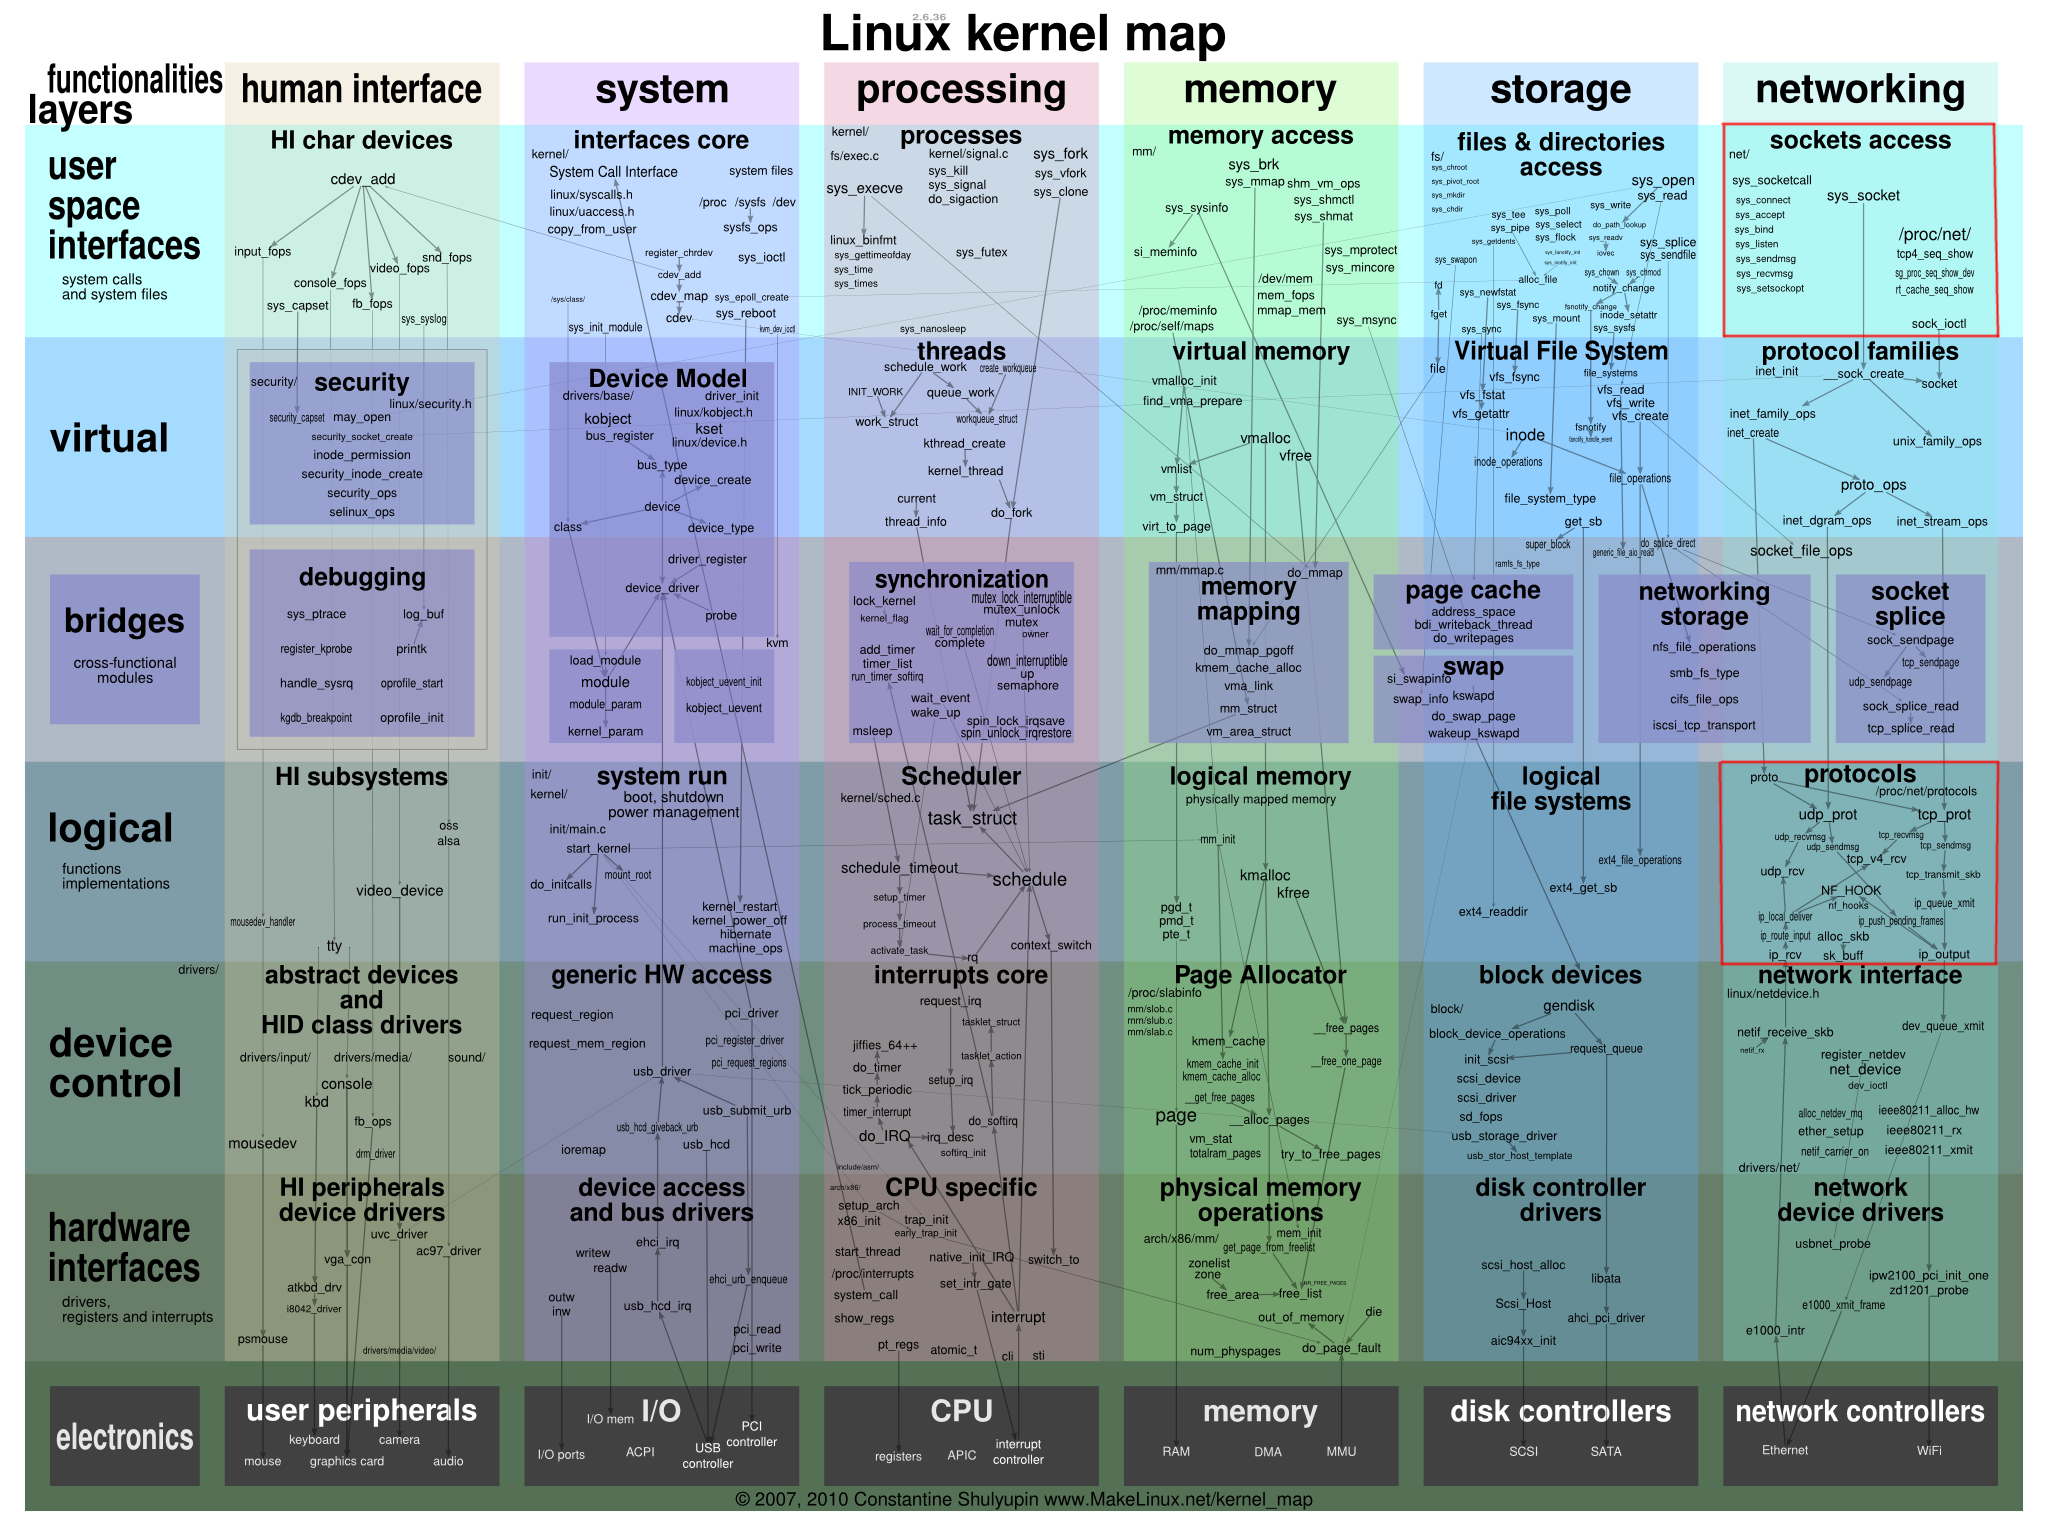 2.6.36
Linux kernel map
functionalities
layers
human interface
system
processing
memory
storage
networking
user
space
interfaces
system calls
and system files
HI char devices
cdev_add
input_fops
console_fops
video_fops
snd_fops
fb_fops
sys_capset
sys_syslog
interfaces core
kernel/
System Call Interface
system files
linux/syscalls.h
linux/uaccess.h
copy_from_user
/proc /sysfs /dev
sysfs_ops
register_chrdev
sys_ioctl
cdev_add
cdev_map
sys_epoll_create
/sys/class/
cdev
sys_reboot
sys_init_module
kvm_dev_ioctl
processes
kernel/
fs/exec.c
kernel/signal.c
sys_kill
sys_signal
do_sigaction
sys_fork
sys_vfork
sys_clone
sys_execve
linux_binfmt
sys_gettimeofday
sys_time
sys_times
sys_futex
sys_nanosleep
memory access
mm/
sys_brk
sys_mmap
shm_vm_ops
sys_shmctl
sys_shmat
sys_sysinfo
si_meminfo
sys_mprotect
sys_mincore
/dev/mem
mem_fops
mmap_mem
/proc/meminfo
/proc/self/maps
sys_msync
files & directories
access
fs/
sys_chroot
sys_pivot_root
sys_mkdir
sys_chdir
sys_open
sys_read
sys_write
sys_tee
sys_pipe
sys_poll
sys_select
sys_flock
do_path_lookup
sys_readv
iovec
sys_splice
sys_sendfile
sys_getdents
sys_swapon
sys_fanotify_init
sys_inotify_init
alloc_file
sys_chown
sys_chmod
notify_change
fd
sys_newfstat
fsnotify_change
sys_fsync
fget
inode_setattr
sys_mount
sys_sync
sys_sysfs
sockets access
net/
sys_socketcall
sys_connect
sys_accept
sys_bind
sys_listen
sys_sendmsg
sys_recvmsg
sys_setsockopt
sys_socket
/proc/net/
tcp4_seq_show
sg_proc_seq_show_dev
rt_cache_seq_show
sock_ioctl
virtual
security
security/
linux/security.h
security_capset
may_open
security_socket_create
inode_permission
security_inode_create
security_ops
selinux_ops
Device Model
drivers/base/
driver_init
kobject
linux/kobject.h
kset
bus_register
linux/device.h
bus_type
device_create
device
class
device_type
driver_register
device_driver
probe
threads
schedule_work
create_workqueue
INIT_WORK
queue_work
work_struct
workqueue_struct
kthread_create
kernel_thread
current
thread_info
do_fork
virtual memory
vmalloc_init
find_vma_prepare
vmalloc
vfree
vmlist
vm_struct
virt_to_page
Virtual File System
file
vfs_fsync
file_systems
vfs_fstat
vfs_getattr
vfs_read
vfs_write
vfs_create
inode
fsnotify
fanotify_handle_event
inode_operations
file_operations
file_system_type
get_sb
super_block
generic_file_aio_read
do_splice_direct
ramfs_fs_type
protocol families
inet_init
__sock_create
socket
inet_family_ops
inet_create
unix_family_ops
proto_ops
inet_dgram_ops
inet_stream_ops
socket_file_ops
bridges
cross-functional
modules
debugging
sys_ptrace
log_buf
register_kprobe
printk
handle_sysrq
oprofile_start
kgdb_breakpoint
oprofile_init
load_module
module
module_param
kernel_param
kvm
kobject_uevent_init
kobject_uevent
synchronization
lock_kernel
kernel_flag
mutex_lock_interruptible
mutex_unlock
mutex
owner
wait_for_completion
complete
add_timer
timer_list
run_timer_softirq
down_interruptible
up
semaphore
wait_event
wake_up
spin_lock_irqsave
spin_unlock_irqrestore
msleep
mm/mmap.c
do_mmap
memory
mapping
do_mmap_pgoff
kmem_cache_alloc
vma_link
mm_struct
vm_area_struct
page cache
address_space
bdi_writeback_thread
do_writepages
swap
si_swapinfo
swap_info
kswapd
do_swap_page
wakeup_kswapd
networking
storage
nfs_file_operations
smb_fs_type
cifs_file_ops
iscsi_tcp_transport
socket
splice
sock_sendpage
tcp_sendpage
udp_sendpage
sock_splice_read
tcp_splice_read
logical
functions
implementations
HI subsystems
oss
alsa
video_device
mousedev_handler
tty
system run
init/
kernel/
boot, shutdown
power management
init/main.c
start_kernel
do_initcalls
mount_root
run_init_process
kernel_restart
kernel_power_off
hibernate
machine_ops
Scheduler
kernel/sched.c
task_struct
schedule_timeout
schedule
setup_timer
process_timeout
activate_task
rq
context_switch
logical memory
physically mapped memory
mm_init
kmalloc
kfree
pgd_t
pmd_t
pte_t
logical
file systems
ext4_file_operations
ext4_get_sb
ext4_readdir
protocols
proto
/proc/net/protocols
udp_prot
tcp_prot
udp_recvmsg
udp_sendmsg
tcp_recvmsg
tcp_sendmsg
tcp_v4_rcv
udp_rcv
tcp_transmit_skb
NF_HOOK
nf_hooks
ip_queue_xmit
ip_local_deliver
ip_push_pending_frames
ip_route_input
alloc_skb
ip_rcv
sk_buff
ip_output
device
control
drivers/
abstract devices
and
HID class drivers
drivers/input/
drivers/media/
sound/
console
kbd
fb_ops
mousedev
drm_driver
generic HW access
request_region
pci_driver
request_mem_region
pci_register_driver
pci_request_regions
usb_driver
usb_submit_urb
usb_hcd_giveback_urb
usb_hcd
ioremap
interrupts core
request_irq
tasklet_struct
jiffies_64++
do_timer
tasklet_action
tick_periodic
setup_irq
timer_interrupt
do_softirq
do_IRQ
irq_desc
softirq_init
Page Allocator
/proc/slabinfo
mm/slob.c
mm/slub.c
mm/slab.c
__free_pages
kmem_cache
kmem_cache_init
kmem_cache_alloc
__free_one_page
__get_free_pages
page
__alloc_pages
vm_stat
totalram_pages
try_to_free_pages
block devices
block/
gendisk
block_device_operations
request_queue
init_scsi
scsi_device
scsi_driver
sd_fops
usb_storage_driver
usb_stor_host_template
network interface
linux/netdevice.h
netif_receive_skb
dev_queue_xmit
netif_rx
register_netdev
net_device
dev_ioctl
alloc_netdev_mq
ieee80211_alloc_hw
ether_setup
ieee80211_rx
netif_carrier_on
ieee80211_xmit
drivers/net/
hardware
interfaces
drivers,
registers and interrupts
HI peripherals
device drivers
uvc_driver
vga_con
ac97_driver
atkbd_drv
i8042_driver
psmouse
drivers/media/video/
device access
and bus drivers
ehci_irq
writew
readw
ehci_urb_enqueue
outw
inw
usb_hcd_irq
pci_read
pci_write
include/asm/
arch/x86/
CPU specific
setup_arch
x86_init
trap_init
early_trap_init
start_thread
native_init_IRQ
switch_to
/proc/interrupts
set_intr_gate
system_call
show_regs
interrupt
pt_regs
atomic_t
cli
sti
physical memory
operations
arch/x86/mm/
mem_init
get_page_from_freelist
zonelist
zone
NR_FREE_PAGES
free_area
free_list
out_of_memory
die
num_physpages
do_page_fault
disk controller
drivers
scsi_host_alloc
libata
Scsi_Host
ahci_pci_driver
aic94xx_init
network
device drivers
usbnet_probe
ipw2100_pci_init_one
zd1201_probe
e1000_xmit_frame
e1000_intr
electronics
user peripherals
keyboard
camera
mouse
graphics card
audio
I/O
I/O mem
I/O ports
ACPI
USB
controller
PCI
controller
CPU
registers
APIC
interrupt
controller
memory
RAM
DMA
MMU
disk controllers
SCSI
SATA
network controllers
Ethernet
WiFi
© 2007, 2010 Constantine Shulyupin www.MakeLinux.net/kernel_map